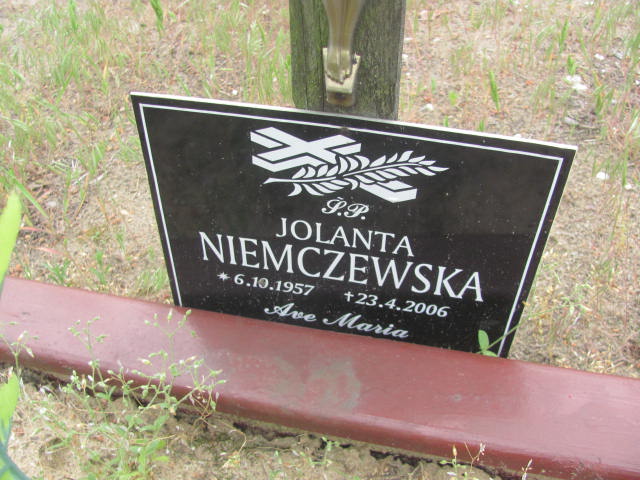 Ś.P.
JOLANTA
NIEMCZEWSKA
*6.10.1957 †23.4.2006
Ave Maria